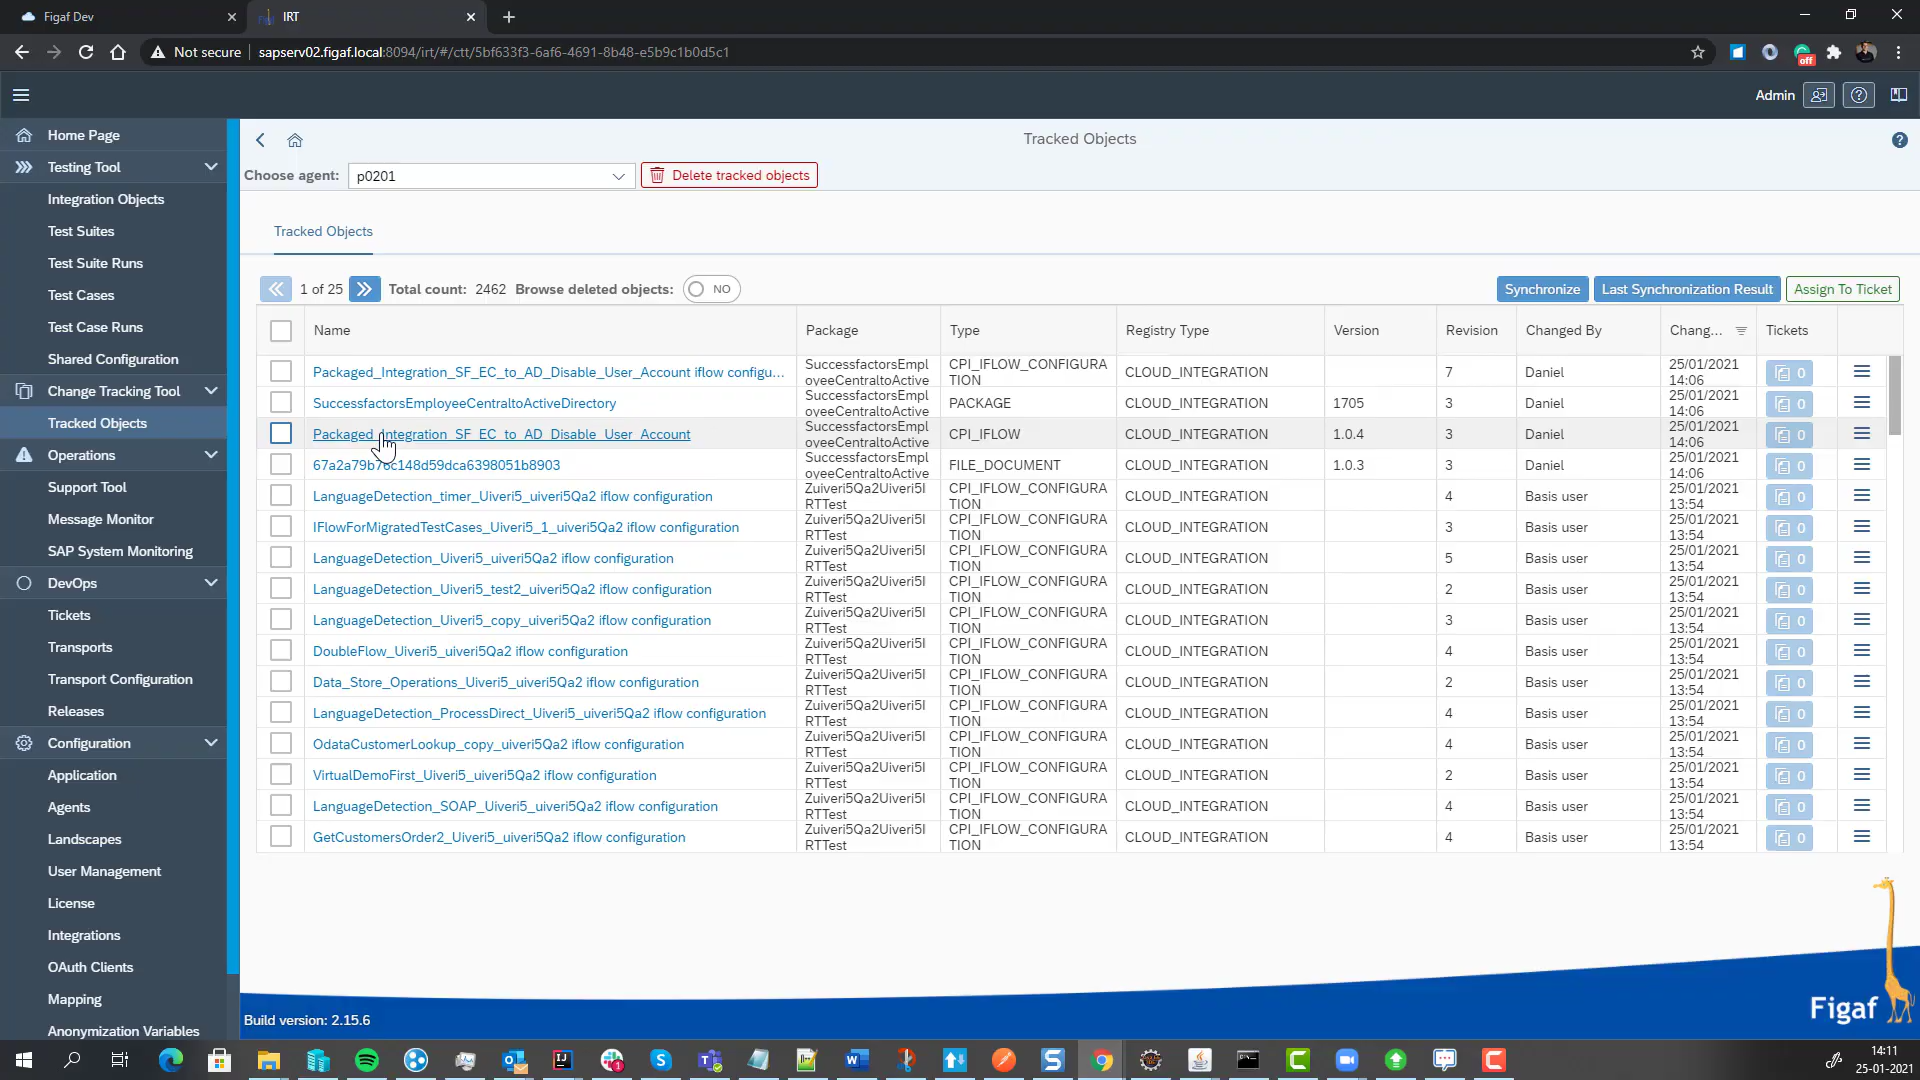 Figaf Dev
IRT
Not secure
sapserv02.figaf.local:8094/irt/#/ctt/5bf633f3-6af6-4691-8b48-e5b9c1b0d5c1
off
Admin
Home Page
Testing Tool
Integration Objects
Test Suites
Test Suite Runs
Test Cases
Test Case Runs
Shared Configuration
Change Tracking Tool
Tracked Objects
Operations
Support Tool
Message Monitor
SAP System Monitoring
DevOps
Tickets
Transports
Transport Configuration
Releases
Configuration
Application
Agents
Landscapes
User Management
License
Integrations
OAuth Clients
Mapping
Anonymization Variables
Tracked Objects
Choose agent: p0201 Delete tracked objects
Tracked Objects
1 of 25 Total count: 2462 Browse deleted objects: NO Synchronize Last Synchronization Result Assign To Ticket
Name Package Type Registry Type Version Revision Changed By Chang... Tickets
Packaged_Integration_SF_EC_to_AD_Disable_User_Account iflow configu... SuccessfactorsEmpl oyeeCentraltoActive CPI_IFLOW_CONFIGURA TION CLOUD_INTEGRATION 7 Daniel 25/01/2021 14:06 0
SuccessfactorsEmployeeCentraltoActiveDirectory SuccessfactorsEmpl oyeeCentraltoActive PACKAGE CLOUD_INTEGRATION 1705 3 Daniel 25/01/2021 14:06 0
Packaged_Integration_SF_EC_to_AD_Disable_User_Account SuccessfactorsEmpl oyeeCentraltoActive CPI_IFLOW CLOUD_INTEGRATION 1.0.4 3 Daniel 25/01/2021 14:06 0
67a2a79b76c148d59dca6398051b8903 SuccessfactorsEmpl oyeeCentraltoActive FILE_DOCUMENT CLOUD_INTEGRATION 1.0.3 3 Daniel 25/01/2021 14:06 0
LanguageDetection_timer_Uiveri5_uiveri5Qa2 iflow configuration Zuiveri5Qa2Uiveri5I RTTest CPI_IFLOW_CONFIGURA TION CLOUD_INTEGRATION 4 Basis user 25/01/2021 13:54 0
IFlowForMigratedTestCases_Uiveri5_1_uiveri5Qa2 iflow configuration Zuiveri5Qa2Uiveri5I RTTest CPI_IFLOW_CONFIGURA TION CLOUD_INTEGRATION 3 Basis user 25/01/2021 13:54 0
LanguageDetection_Uiveri5_uiveri5Qa2 iflow configuration Zuiveri5Qa2Uiveri5I RTTest CPI_IFLOW_CONFIGURA TION CLOUD_INTEGRATION 5 Basis user 25/01/2021 13:54 0
LanguageDetection_Uiveri5_test2_uiveri5Qa2 iflow configuration Zuiveri5Qa2Uiveri5I RTTest CPI_IFLOW_CONFIGURA TION CLOUD_INTEGRATION 2 Basis user 25/01/2021 13:54 0
LanguageDetection_Uiveri5_copy_uiveri5Qa2 iflow configuration Zuiveri5Qa2Uiveri5I RTTest CPI_IFLOW_CONFIGURA TION CLOUD_INTEGRATION 3 Basis user 25/01/2021 13:54 0
DoubleFlow_Uiveri5_uiveri5Qa2 iflow configuration Zuiveri5Qa2Uiveri5I RTTest CPI_IFLOW_CONFIGURA TION CLOUD_INTEGRATION 4 Basis user 25/01/2021 13:54 0
Data_Store_Operations_Uiveri5_uiveri5Qa2 iflow configuration Zuiveri5Qa2Uiveri5I RTTest CPI_IFLOW_CONFIGURA TION CLOUD_INTEGRATION 2 Basis user 25/01/2021 13:54 0
LanguageDetection_ProcessDirect_Uiveri5_uiveri5Qa2 iflow configuration Zuiveri5Qa2Uiveri5I RTTest CPI_IFLOW_CONFIGURA TION CLOUD_INTEGRATION 4 Basis user 25/01/2021 13:54 0
OdataCustomerLookup_copy_uiveri5Qa2 iflow configuration Zuiveri5Qa2Uiveri5I RTTest CPI_IFLOW_CONFIGURA TION CLOUD_INTEGRATION 4 Basis user 25/01/2021 13:54 0
VirtualDemoFirst_Uiveri5_uiveri5Qa2 iflow configuration Zuiveri5Qa2Uiveri5I RTTest CPI_IFLOW_CONFIGURA TION CLOUD_INTEGRATION 2 Basis user 25/01/2021 13:54 0
LanguageDetection_SOAP_Uiveri5_uiveri5Qa2 iflow configuration Zuiveri5Qa2Uiveri5I RTTest CPI_IFLOW_CONFIGURA TION CLOUD_INTEGRATION 4 Basis user 25/01/2021 13:54 0
GetCustomersOrder2_Uiveri5_uiveri5Qa2 iflow configuration Zuiveri5Qa2Uiveri5I RTTest CPI_IFLOW_CONFIGURA TION CLOUD_INTEGRATION 4 Basis user 25/01/2021 13:54 0
Figaf
Build version: 2.15.6
14:11
25-01-2021